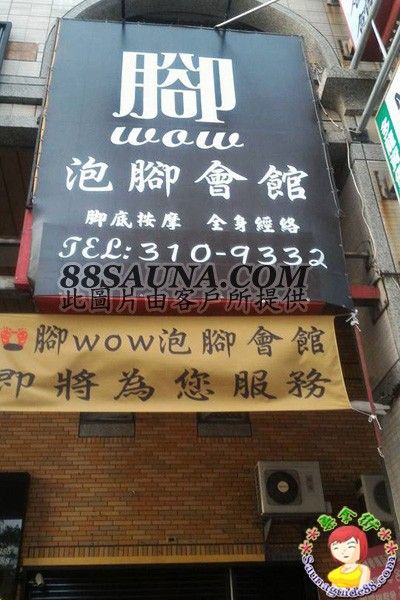 腳
wow
泡腳會館
腳底按摩 全身經絡
TEL: 310-9332
88SAUNA.COM
此圖片由客戶所提供
腳wow泡腳會館
即將為您服務
Saunaguide88.com